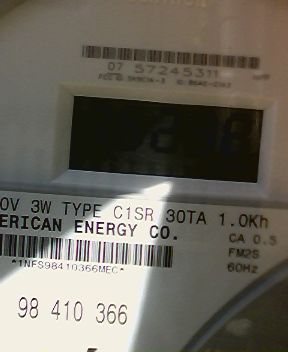 07 57245311
0V 3W TYPE C1SR 30TA 1.0Kh
ERICAN ENERGY CO.
CA 0.5
*1NFS98410366MEC*
FM2S
60Hz
98 410 366